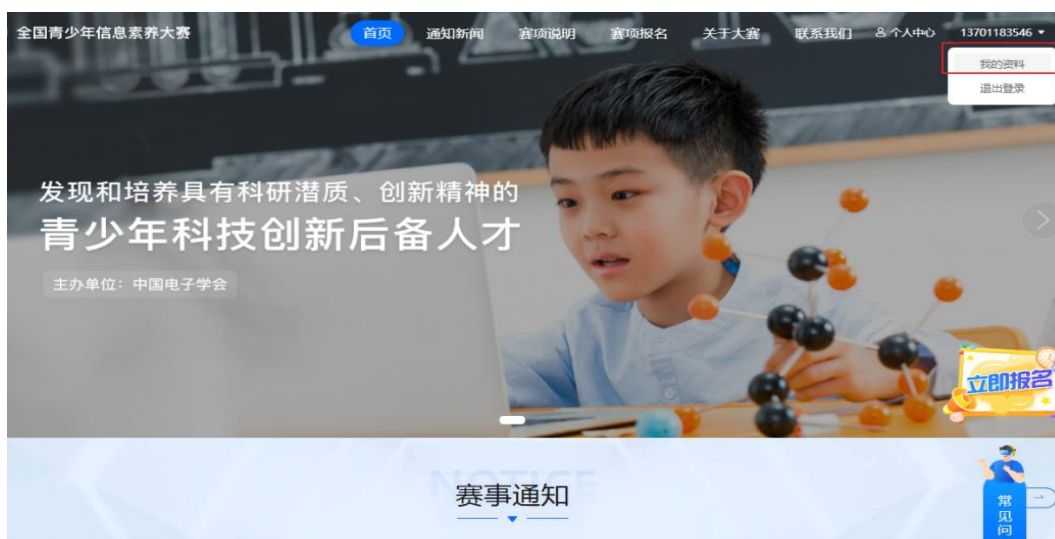 全国青少年信息素养大赛 首页 通知新闻 赛项说明 赛项报名 关于大赛 联系我们 个人中心 13701183546
我的资料
退出登录
发现和培养具有科研潜质、创新精神的
青少年科技创新后备人才
主办单位：中国电子学会
立即报名
NOTICE
赛事通知
常见问